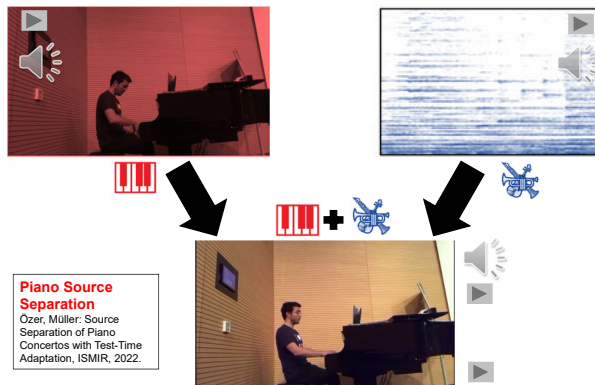 Piano Source
Separation
Özer, Müller: Source
Separation of Piano
Concertos with Test-Time
Adaptation, ISMIR, 2022.